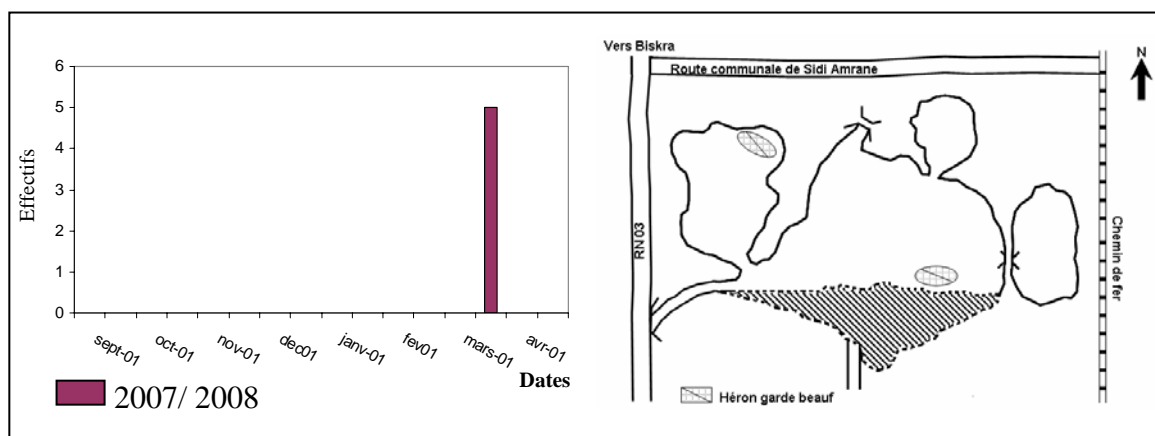 6
5
4
3
2
1
0
Effectifs
sept-01
oct-01
nov-01
dec01
janv-01
fev01
mars-01
avr-01
Dates
2007/ 2008
Vers Biskra
N
Route communale de Sidi Amrane
RN 03
Chemin de fer
Héron garde beauf